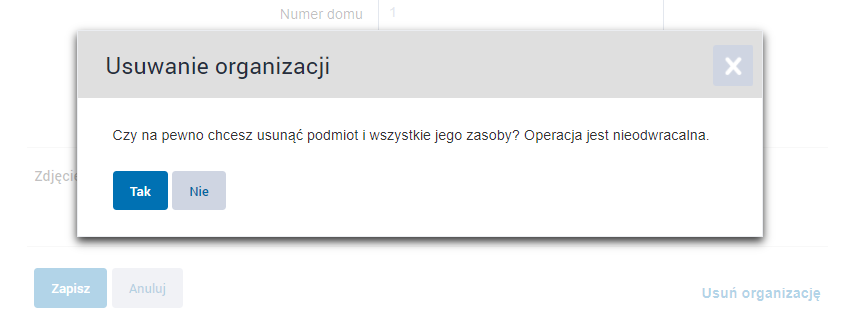 Numer domu 1
Usuwanie organizacji
Czy na pewno chcesz usunąć podmiot i wszystkie jego zasoby? Operacja jest nieodwracalna.
Tak Nie
Zdjęcie
Zapisz Anuluj Usuń organizację